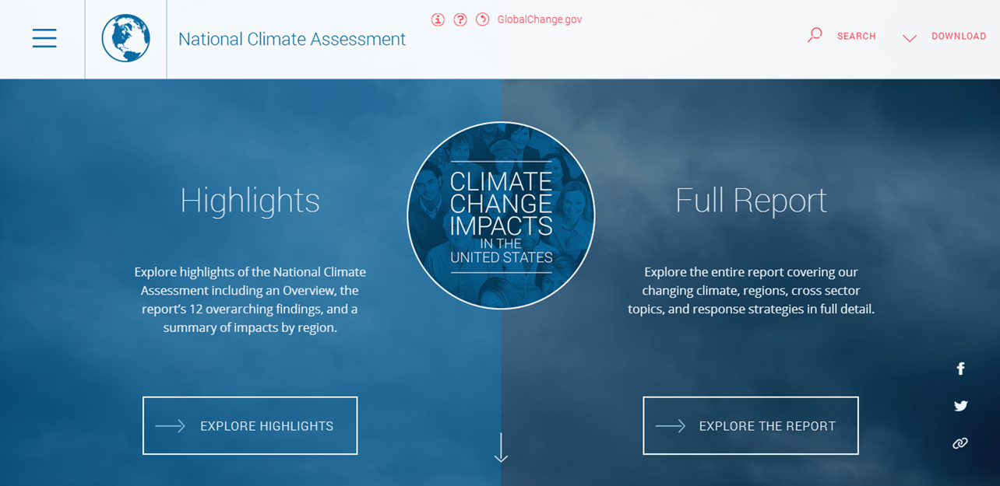 GlobalChange.gov
National Climate Assessment
SEARCH
DOWNLOAD
CLIMATE
CHANGE
IMPACTS
IN THE
UNITED STATES
Highlights
Explore highlights of the National Climate
Assessment including an Overview, the
report's 12 overarching findings, and a
summary of impacts by region.
EXPLORE HIGHLIGHTS
Full Report
Explore the entire report covering our
changing climate, regions, cross sector
topics, and response strategies in full detail.
EXPLORE THE REPORT